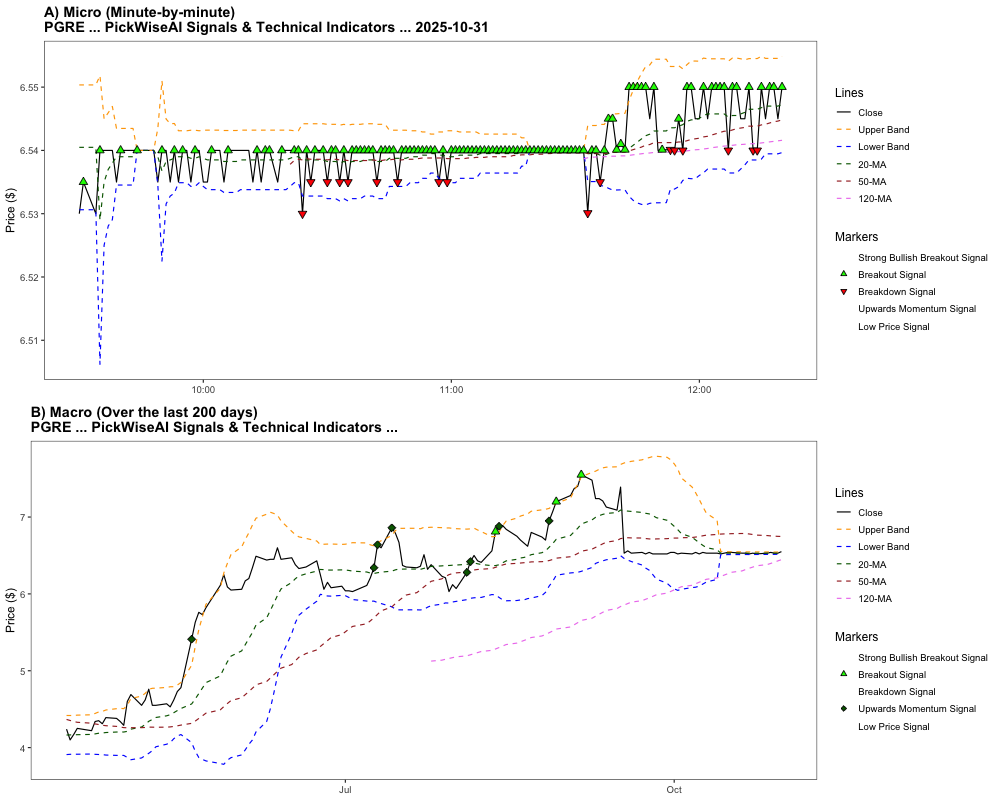 A) Micro (Minute-by-minute)
PGRE ... PickWiseAI Signals & Technical Indicators ... 2025-10-31
Price ($)
6.55
6.54
6.53
6.52
6.51
10:00
11:00
12:00
Lines
Close
Upper Band
Lower Band
20-MA
50-MA
120-MA
Markers
Strong Bullish Breakout Signal
Breakout Signal
Breakdown Signal
Upwards Momentum Signal
Low Price Signal
B) Macro (Over the last 200 days)
PGRE ... PickWiseAI Signals & Technical Indicators ...
Price ($)
7
6
5
4
Jul
Oct
Lines
Close
Upper Band
Lower Band
20-MA
50-MA
120-MA
Markers
Strong Bullish Breakout Signal
Breakout Signal
Breakdown Signal
Upwards Momentum Signal
Low Price Signal